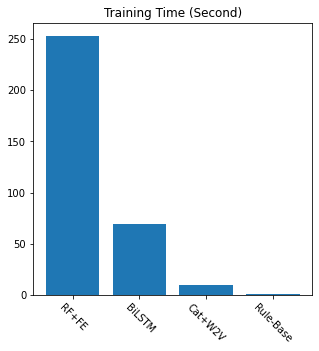 Training Time (Second)
250
200
150
100
50
0
RF+FE
BiLSTM
Cat+W2V
Rule-Base